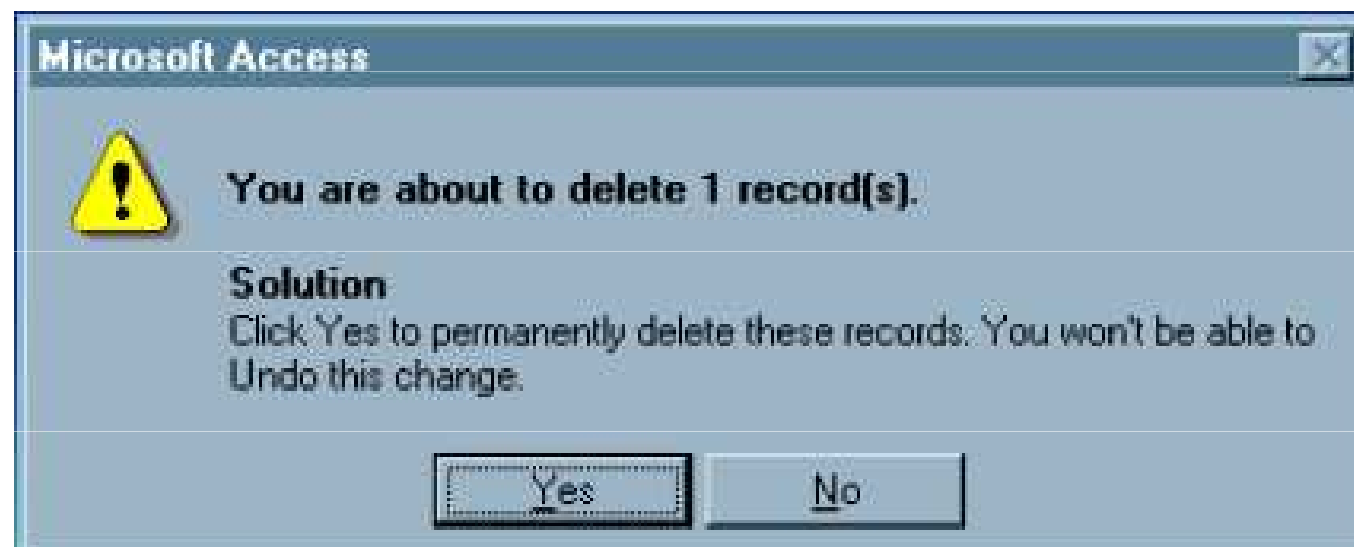 Microsoft Access
You are about to delete 1 record(s).
Solution
Click Yes to permanently delete these records. You won't be able to
Undo this change.
Yes No